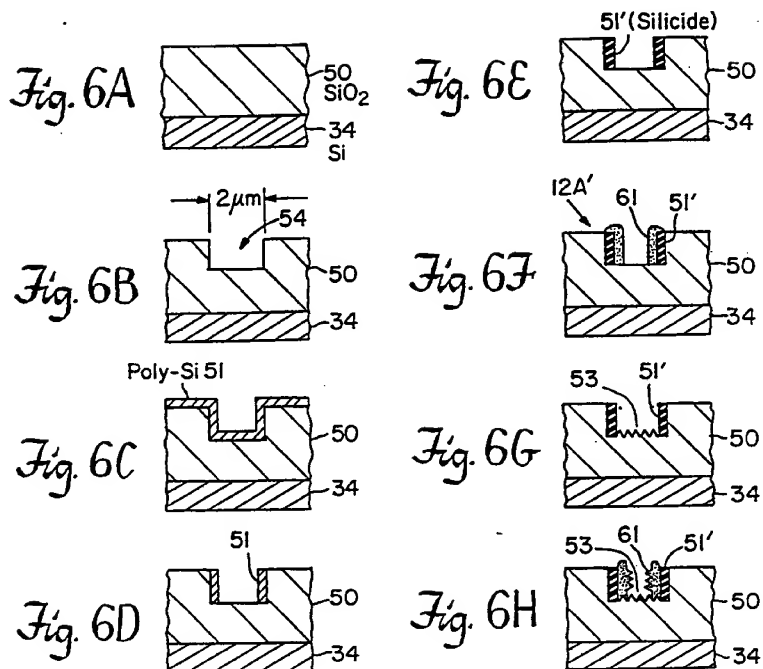 Fig. 6A
50
SiO2
34
Si
Fig. 6B
2μm
54
50
34
Fig. 6C
Poly-Si 51
50
34
Fig. 6D
51
50
34
Fig. 6E
51' (Silicide)
50
34
Fig. 6F
12A'
61
51'
50
34
Fig. 6G
53
51'
50
34
Fig. 6H
53
61
51'
50
34